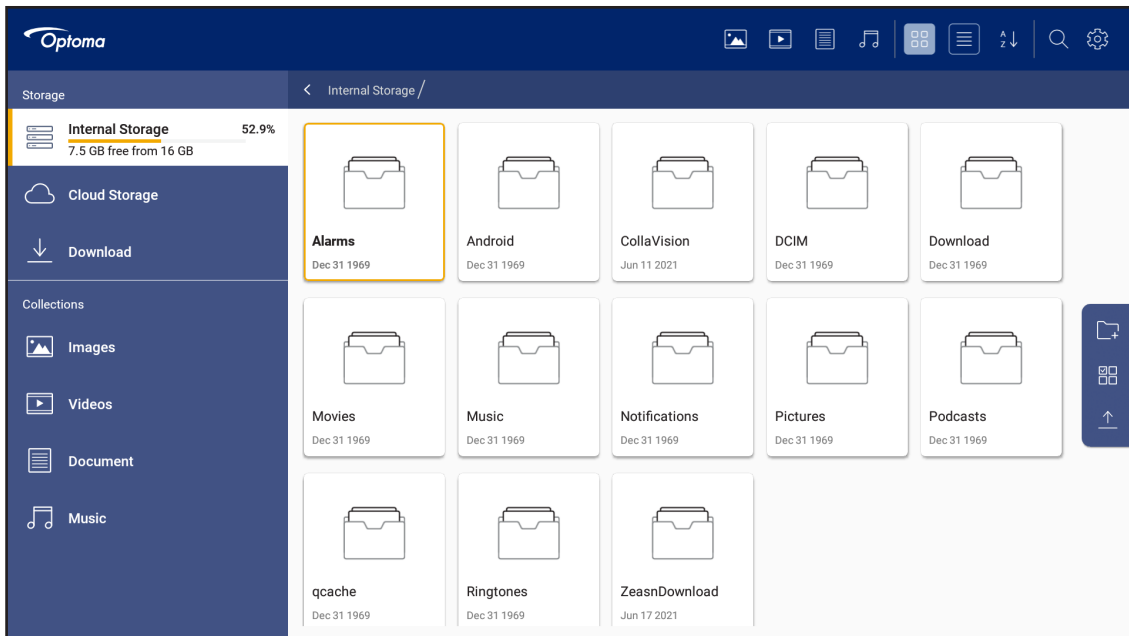 Optoma
A
Z
Storage
Internal Storage /
Internal Storage 52.9%
7.5 GB free from 16 GB
Cloud Storage
Download
Collections
Images
Videos
Document
Music
Alarms
Dec 31 1969
Android
Dec 31 1969
CollaVision
Jun 11 2021
DCIM
Dec 31 1969
Download
Dec 31 1969
Movies
Dec 31 1969
Music
Dec 31 1969
Notifications
Dec 31 1969
Pictures
Dec 31 1969
Podcasts
Dec 31 1969
qcache
Dec 31 1969
Ringtones
Dec 31 1969
ZeasnDownload
Jun 17 2021